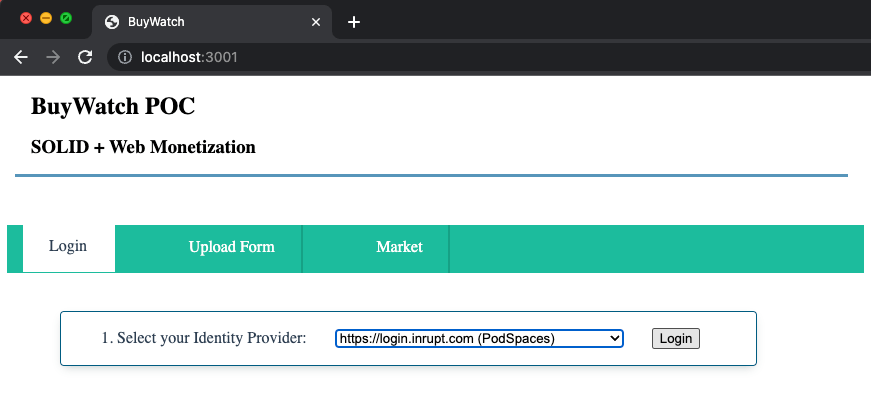 BuyWatch
localhost:3001
BuyWatch POC
SOLID + Web Monetization
Login Upload Form Market
1. Select your Identity Provider: https://login.inrupt.com (PodSpaces) Login